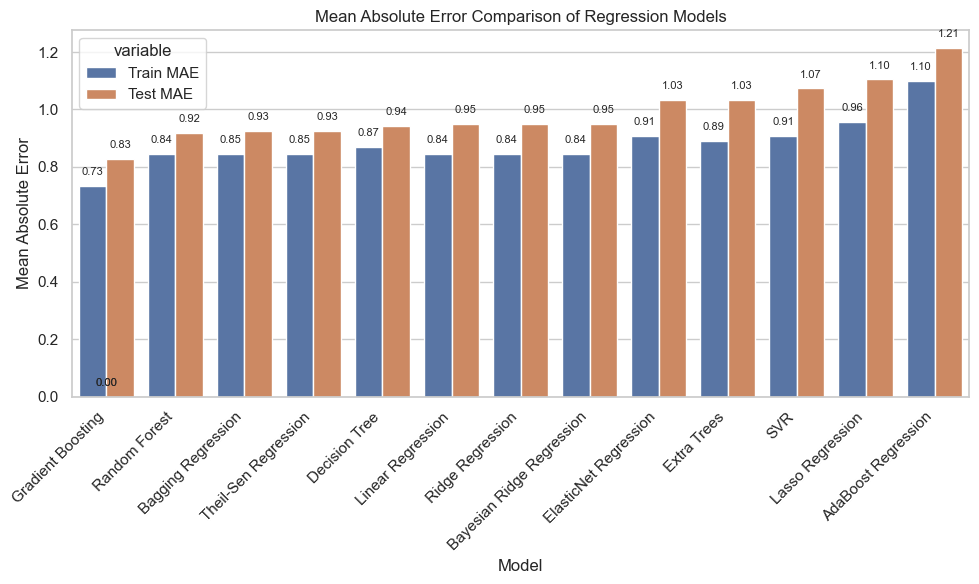 Mean Absolute Error Comparison of Regression Models
variable
Train MAE
Test MAE
Mean Absolute Error
1.2
1.0
0.8
0.6
0.4
0.2
0.0
0.73
0.83
0.84
0.92
0.85
0.93
0.85
0.93
0.87
0.94
0.84
0.95
0.84
0.95
0.84
0.95
0.91
1.03
0.89
1.03
0.91
1.07
0.96
1.10
1.10
1.21
0.00
Gradient Boosting
Random Forest
Bagging Regression
Theil-Sen Regression
Decision Tree
Linear Regression
Ridge Regression
Bayesian Ridge Regression
ElasticNet Regression
Extra Trees
SVR
Lasso Regression
AdaBoost Regression
Model